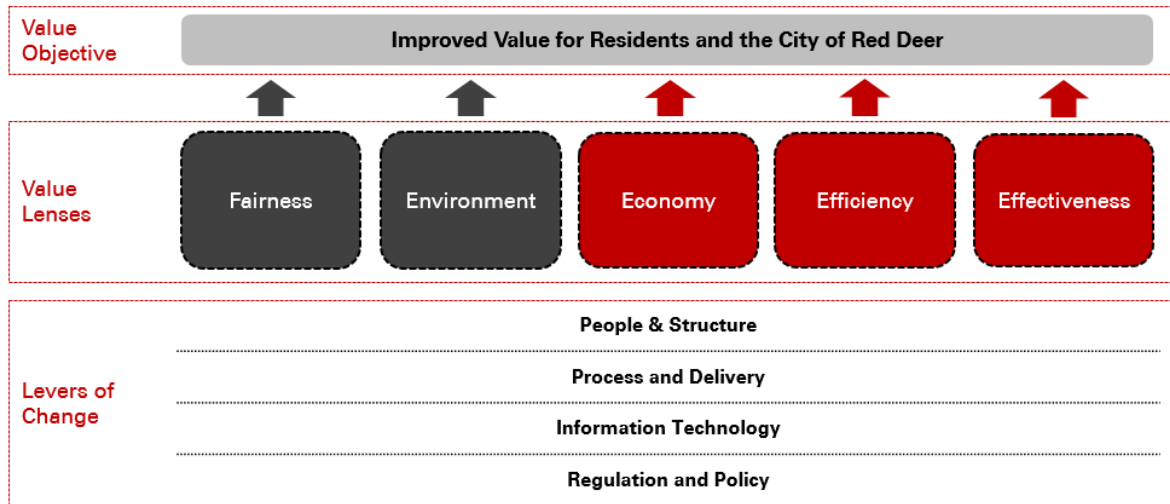 Value
Objective
Improved Value for Residents and the City of Red Deer
Value
Lenses
Fairness
Environment
Economy
Efficiency
Effectiveness
Levers of
Change
People & Structure
Process and Delivery
Information Technology
Regulation and Policy